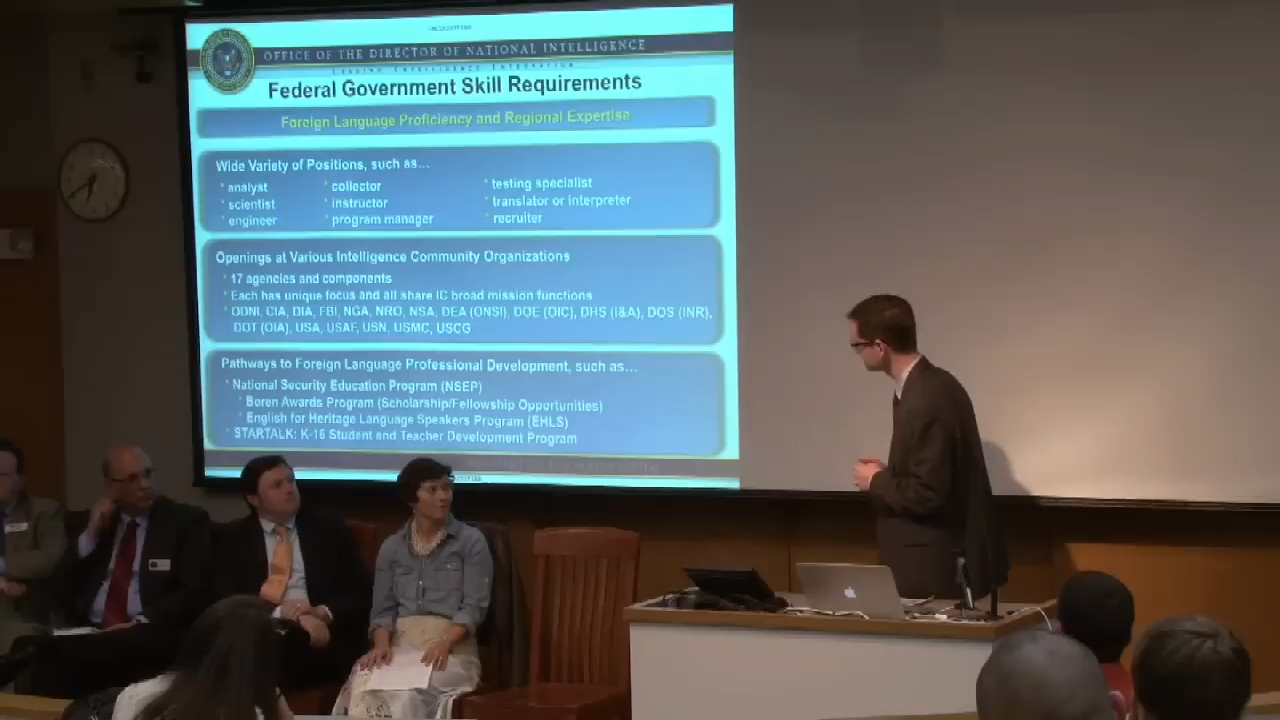 UNCLASSIFIED
OFFICE OF THE DIRECTOR OF NATIONAL INTELLIGENCE
LEADING INTELLIGENCE INTEGRATION
Federal Government Skill Requirements
Foreign Language Proficiency and Regional Expertise
Wide Variety of Positions, such as…
* analyst * collector * testing specialist
* scientist * instructor * translator or interpreter
* engineer * program manager * recruiter
Openings at Various Intelligence Community Organizations
* 17 agencies and components
* Each has unique focus and all share IC broad mission functions
* ODNI, CIA, DIA, FBI, NGA, NRO, NSA, DEA (ONSI), DOE (OIC), DHS (I&A), DOS (INR),
DOT (OIA), USA, USAF, USN, USMC, USCG
Pathways to Foreign Language Professional Development, such as…
* National Security Education Program (NSEP)
* Boren Awards Program (Scholarship/Fellowship Opportunities)
* English for Heritage Language Speakers Program (EHLS)
* STARTALK: K-16 Student and Teacher Development Program